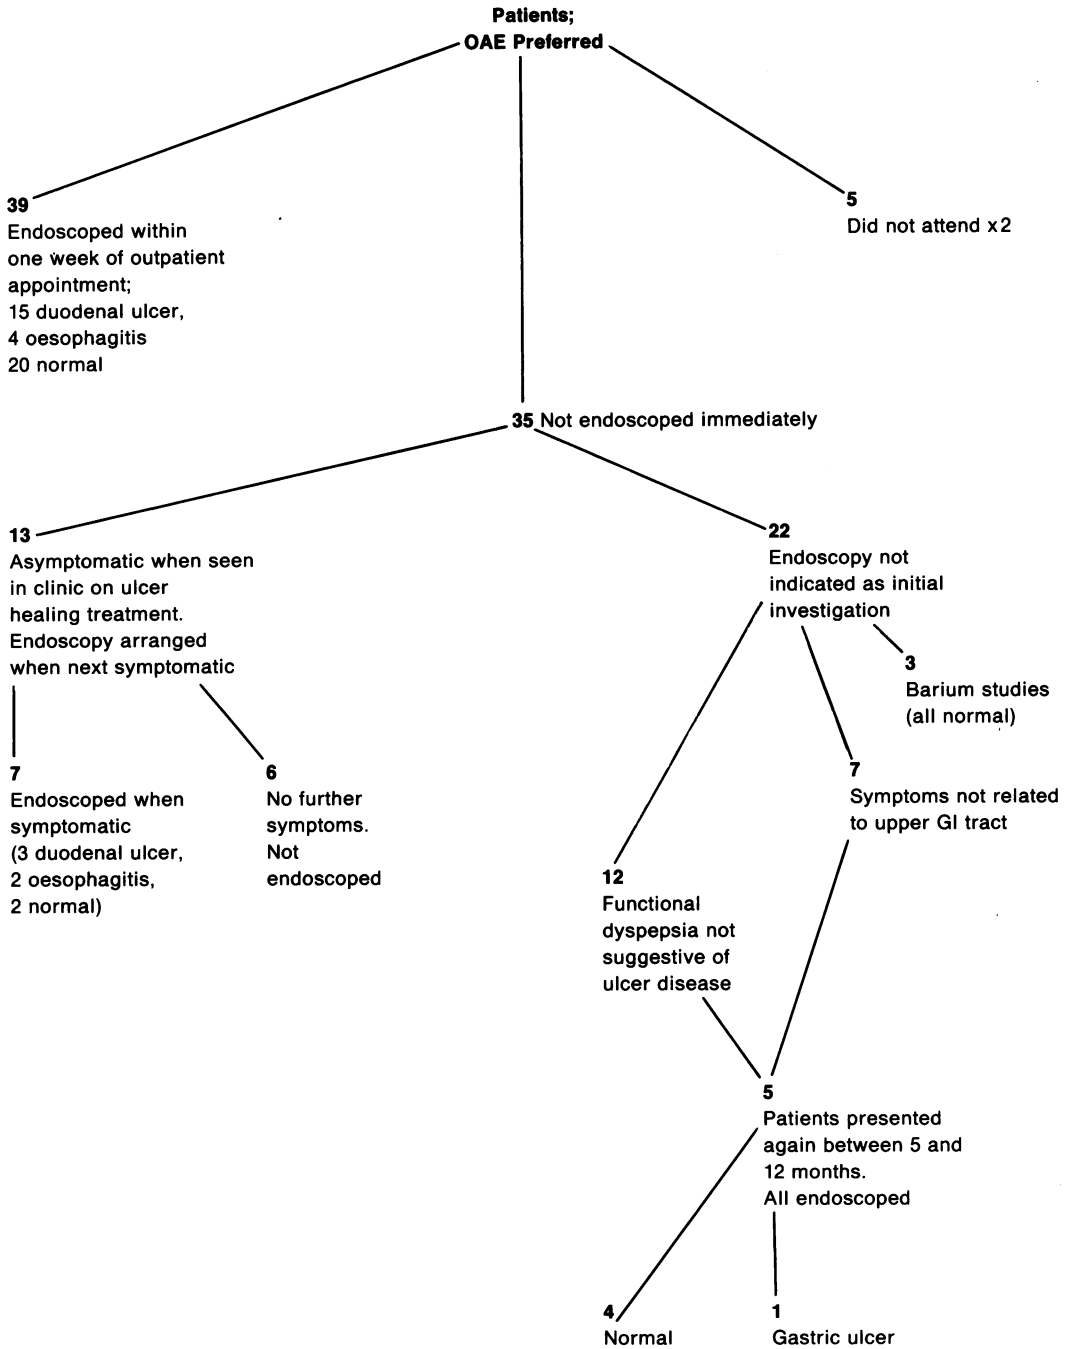 Patients;
OAE Preferred
39
Endoscoped within
one week of outpatient
appointment;
15 duodenal ulcer,
4 oesophagitis
20 normal
5
Did not attend x2
35 Not endoscoped immediately
13
Asymptomatic when seen
in clinic on ulcer
healing treatment.
Endoscopy arranged
when next symptomatic
22
Endoscopy not
indicated as initial
investigation
3
Barium studies
(all normal)
7
Endoscoped when
symptomatic
(3 duodenal ulcer,
2 oesophagitis,
2 normal)
6
No further
symptoms.
Not
endoscoped
7
Symptoms not related
to upper GI tract
12
Functional
dyspepsia not
suggestive of
ulcer disease
5
Patients presented
again between 5 and
12 months.
All endoscoped
4
Normal
1
Gastric ulcer